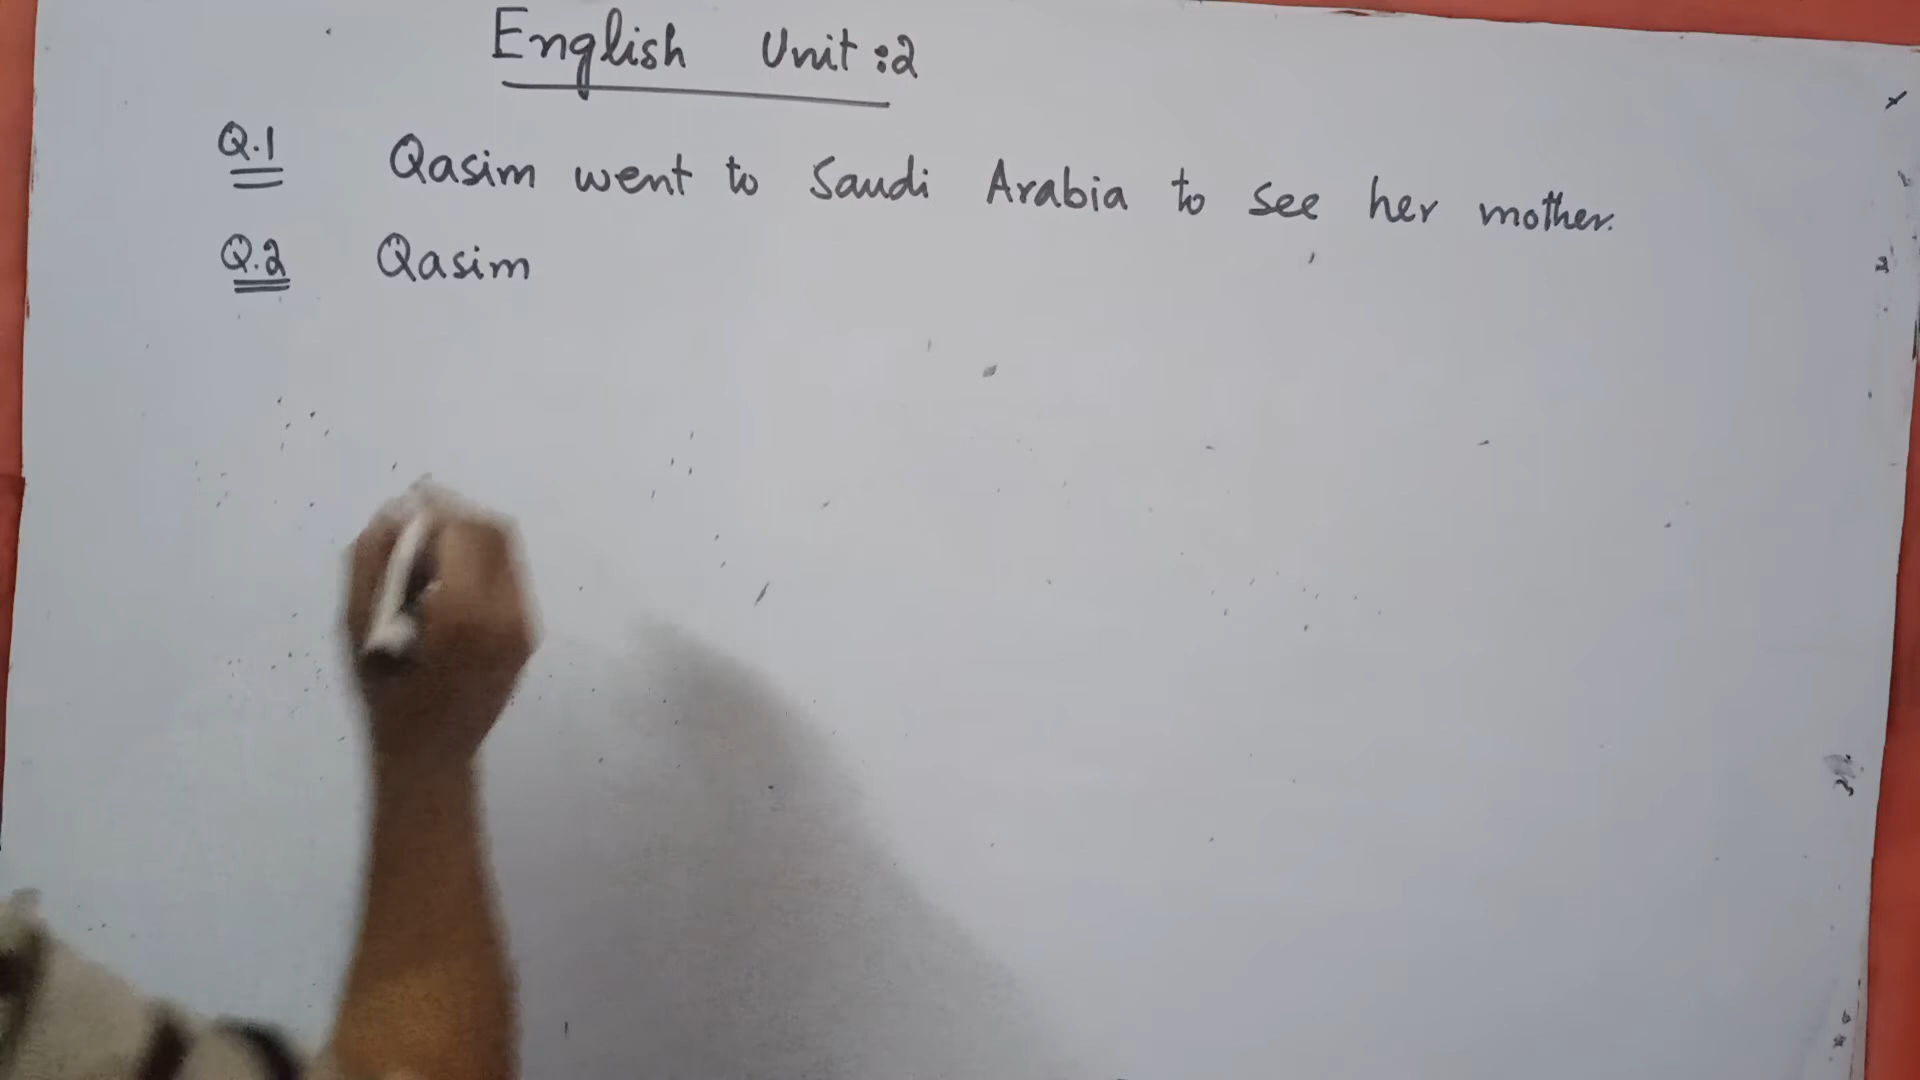 English Unit:2
Q.1 Qasim went to Saudi Arabia to see her mother.
Q.2 Qasim